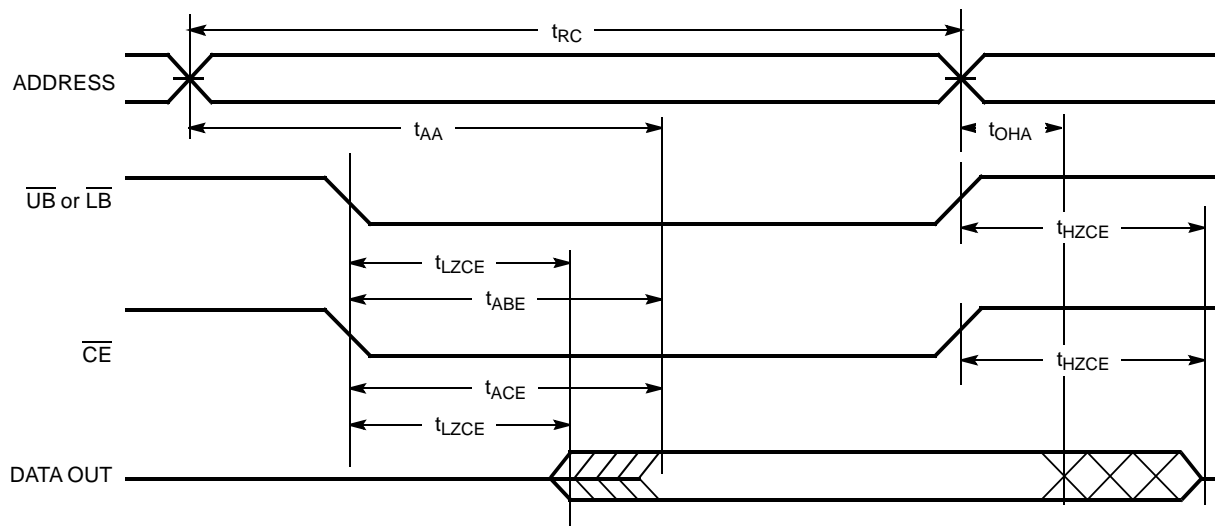 tRC
ADDRESS
tAA
tOHA
UB or LB
tHZCE
tLZCE
tABE
CE
tHZCE
tACE
tLZCE
DATA OUT